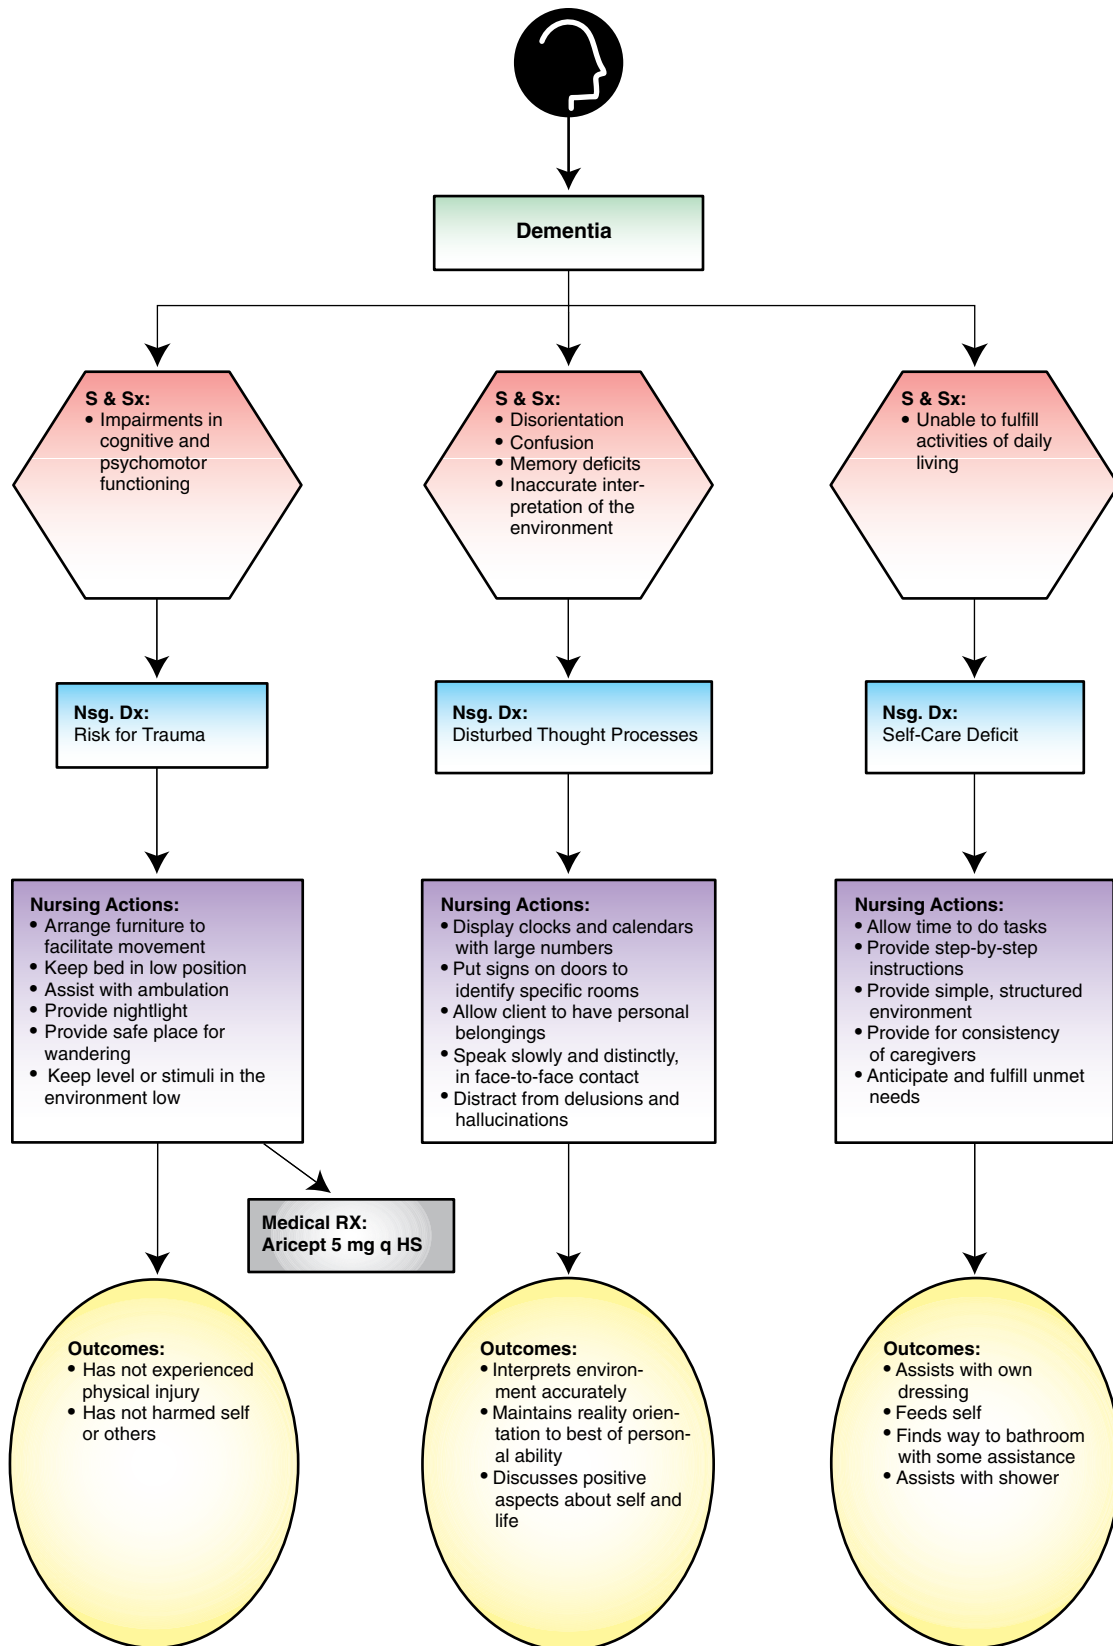 Dementia
S & Sx:
• Impairments in
cognitive and
psychomotor
functioning
S & Sx:
• Disorientation
• Confusion
• Memory deficits
• Inaccurate inter-
pretation of the
environment
S & Sx:
• Unable to fulfill
activities of daily
living
Nsg. Dx:
Risk for Trauma
Nsg. Dx:
Disturbed Thought Processes
Nsg. Dx:
Self-Care Deficit
Nursing Actions:
• Arrange furniture to
facilitate movement
• Keep bed in low position
• Assist with ambulation
• Provide nightlight
• Provide safe place for
wandering
• Keep level or stimuli in the
environment low
Nursing Actions:
• Display clocks and calendars
with large numbers
• Put signs on doors to
identify specific rooms
• Allow client to have personal
belongings
• Speak slowly and distinctly,
in face-to-face contact
• Distract from delusions and
hallucinations
Nursing Actions:
• Allow time to do tasks
• Provide step-by-step
instructions
• Provide simple, structured
environment
• Provide for consistency
of caregivers
• Anticipate and fulfill unmet
needs
Medical RX:
Aricept 5 mg q HS
Outcomes:
• Has not experienced
physical injury
• Has not harmed self
or others
Outcomes:
• Interprets environ-
ment accurately
• Maintains reality orien-
tation to best of person-
al ability
• Discusses positive
aspects about self and
life
Outcomes:
• Assists with own
dressing
• Feeds self
• Finds way to bathroom
with some assistance
• Assists with shower